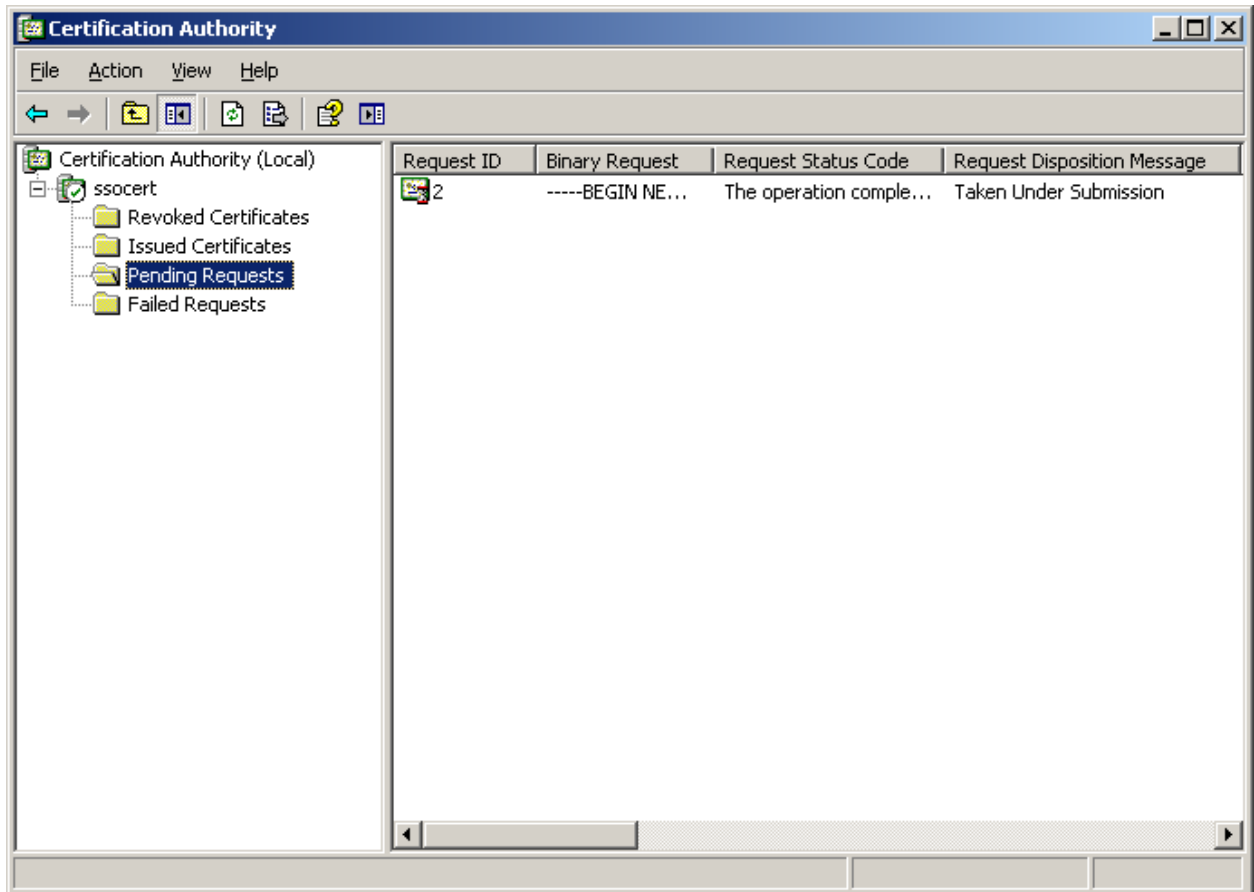 Certification Authority
File Action View Help
Certification Authority (Local)
ssocert
Revoked Certificates
Issued Certificates
Pending Requests
Failed Requests
Request ID Binary Request Request Status Code Request Disposition Message
2 -----BEGIN NE... The operation comple... Taken Under Submission